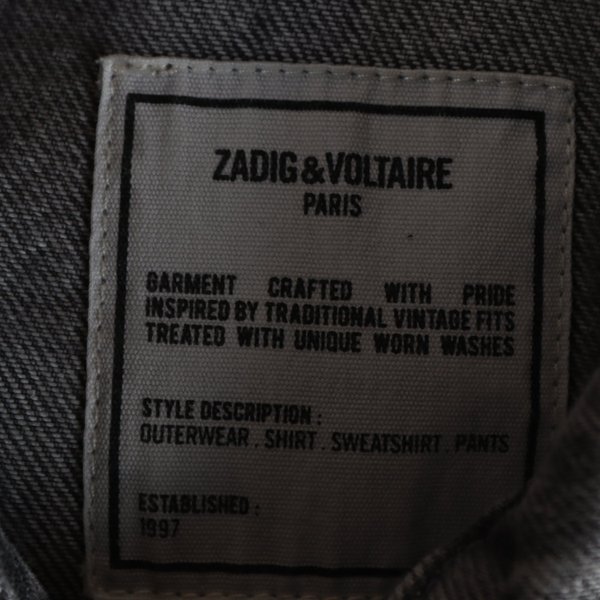 ZADIG&VOLTAIRE
PARIS
GARMENT CRAFTED WITH PRIDE
INSPIRED BY TRADITIONAL VINTAGE FITS
TREATED WITH UNIQUE WORN WASHES
STYLE DESCRIPTION :
OUTERWEAR . SHIRT . SWEATSHIRT . PANTS
ESTABLISHED :
1997